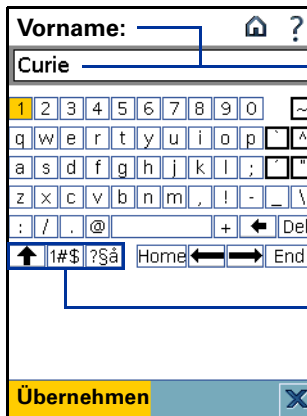 Vorname: ?
Curie
1 2 3 4 5 6 7 8 9 0 ~
q w e r t y u i o p ` ^
a s d f g h j k l ; ´ "
z x c v b n m , ! - _ \
: / . @ + Del
1#$ ?§å Home End
Übernehmen X